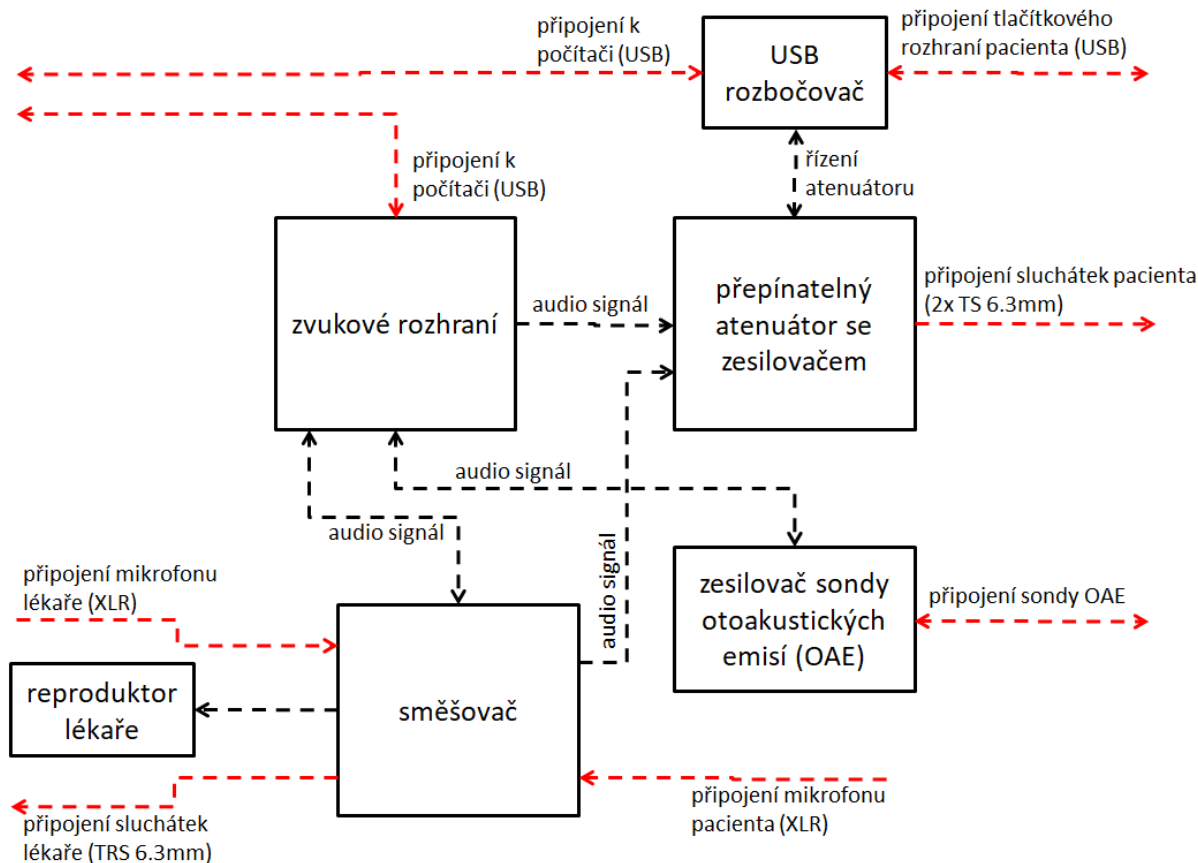 připojení k
počítači (USB)
USB
rozbočovač
připojení tlačítkového
rozhraní pacienta (USB)
připojení k
počítači (USB)
řízení
atenuátoru
zvukové rozhraní
audio signál
přepínatelný
atenuátor se
zesilovačem
připojení sluchátek pacienta
(2x TS 6.3mm)
audio signál
audio signál
audio signál
připojení mikrofonu
lékaře (XLR)
zesilovač sondy
otoakustických
emisí (OAE)
připojení sondy OAE
reproduktor
lékaře
směšovač
připojení mikrofonu
pacienta (XLR)
připojení sluchátek
lékaře (TRS 6.3mm)